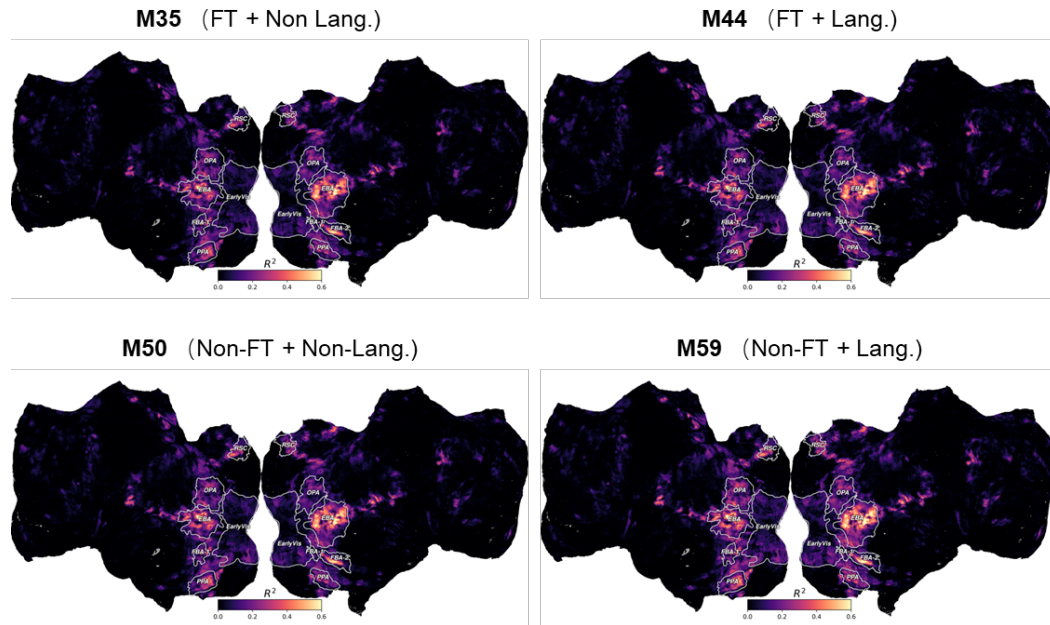 M35 （FT + Non Lang.)
RSC
RSC
OPA
OPA
EBA
EBA
EarlyVis
EarlyVis
FBA-1
FBA-1
FBA-2
PPA
PPA
R²
0.0 0.2 0.4 0.6
M44 （FT + Lang.)
RSC
RSC
OPA
OPA
EBA
EBA
EarlyVis
EarlyVis
FBA-1
FBA-1
FBA-2
PPA
PPA
R²
0.0 0.2 0.4 0.6
M50 （Non-FT + Non-Lang.)
RSC
RSC
OPA
OPA
EBA
EBA
EarlyVis
EarlyVis
FBA-1
FBA-1
FBA-2
PPA
PPA
R²
0.0 0.2 0.4 0.6
M59 （Non-FT + Lang.)
RSC
RSC
OPA
OPA
EBA
EBA
EarlyVis
EarlyVis
FBA-1
FBA-1
FBA-2
PPA
PPA
R²
0.0 0.2 0.4 0.6